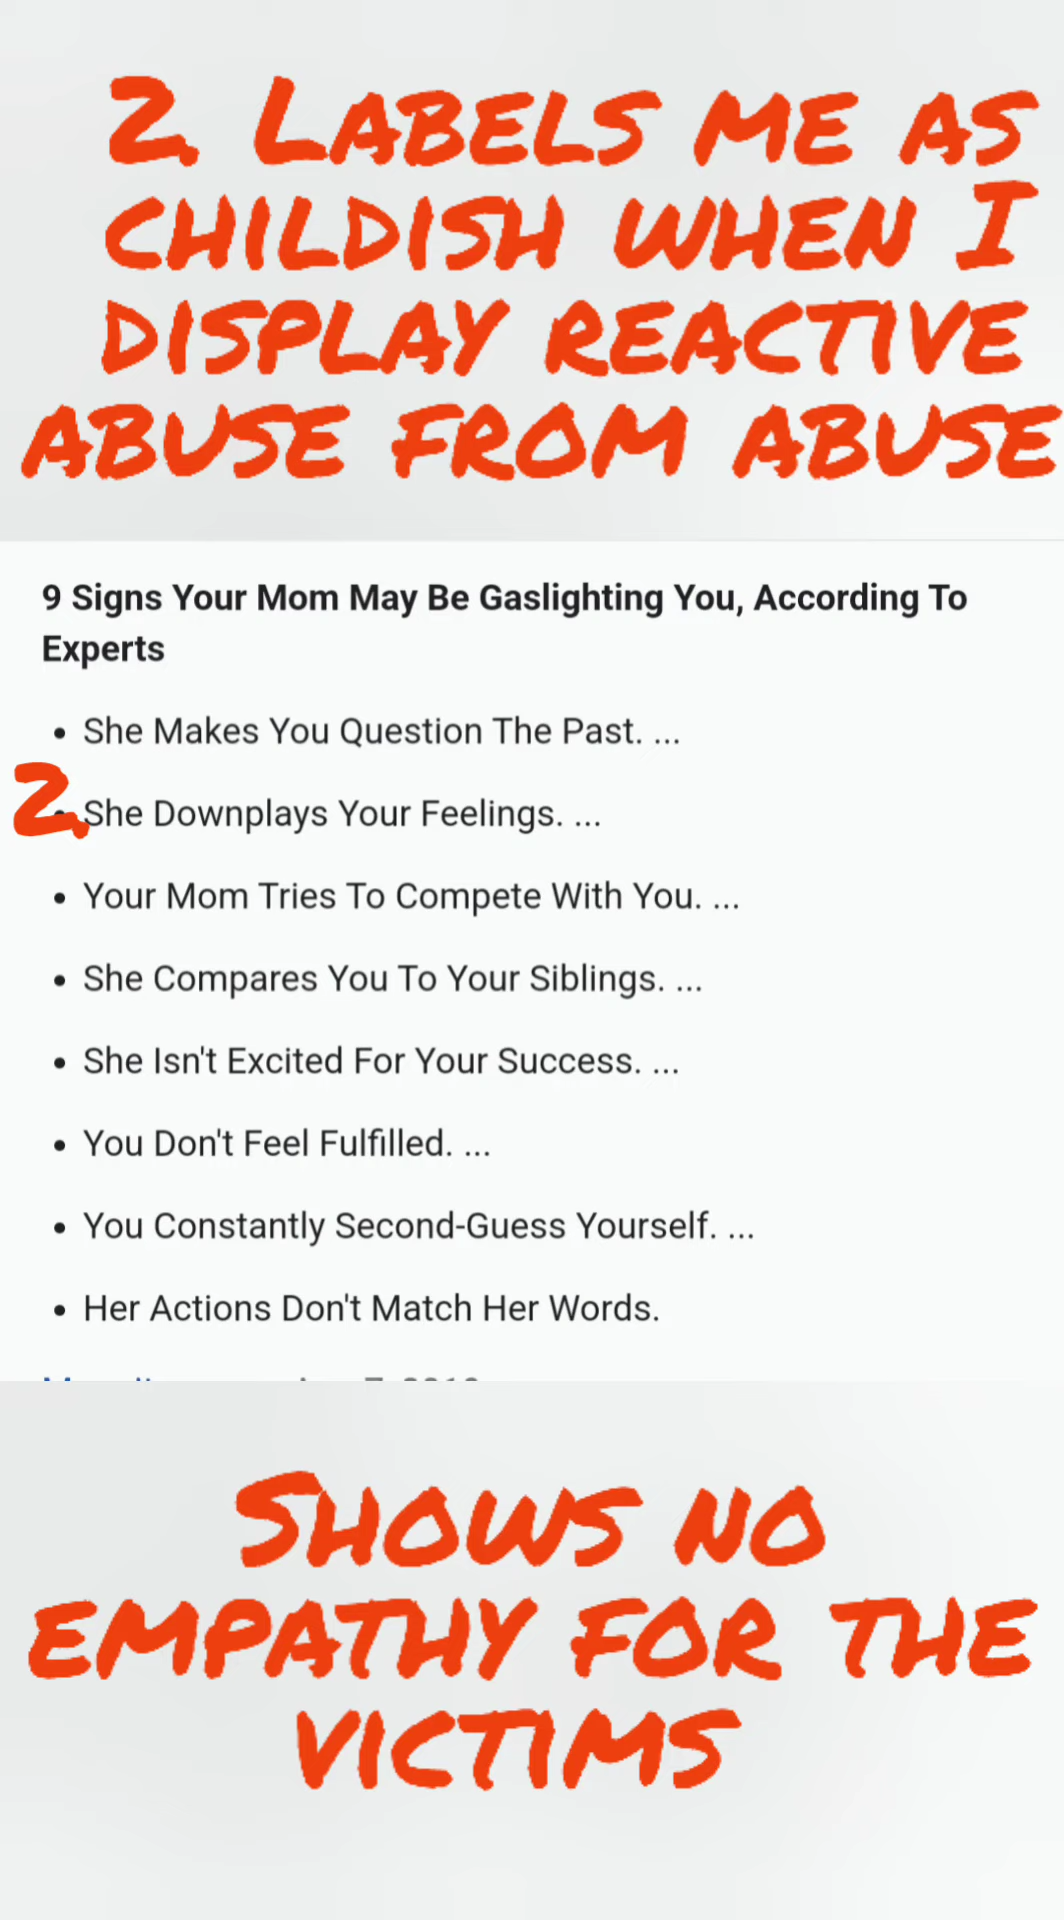 2. Labels me as
childish when I
display reactive
abuse from abuse
9 Signs Your Mom May Be Gaslighting You, According To
Experts
• She Makes You Question The Past. ...
2. She Downplays Your Feelings. ...
• Your Mom Tries To Compete With You. ...
• She Compares You To Your Siblings. ...
• She Isn't Excited For Your Success. ...
• You Don't Feel Fulfilled. ...
• You Constantly Second-Guess Yourself. ...
• Her Actions Don't Match Her Words.
Shows no
empathy for the
victims